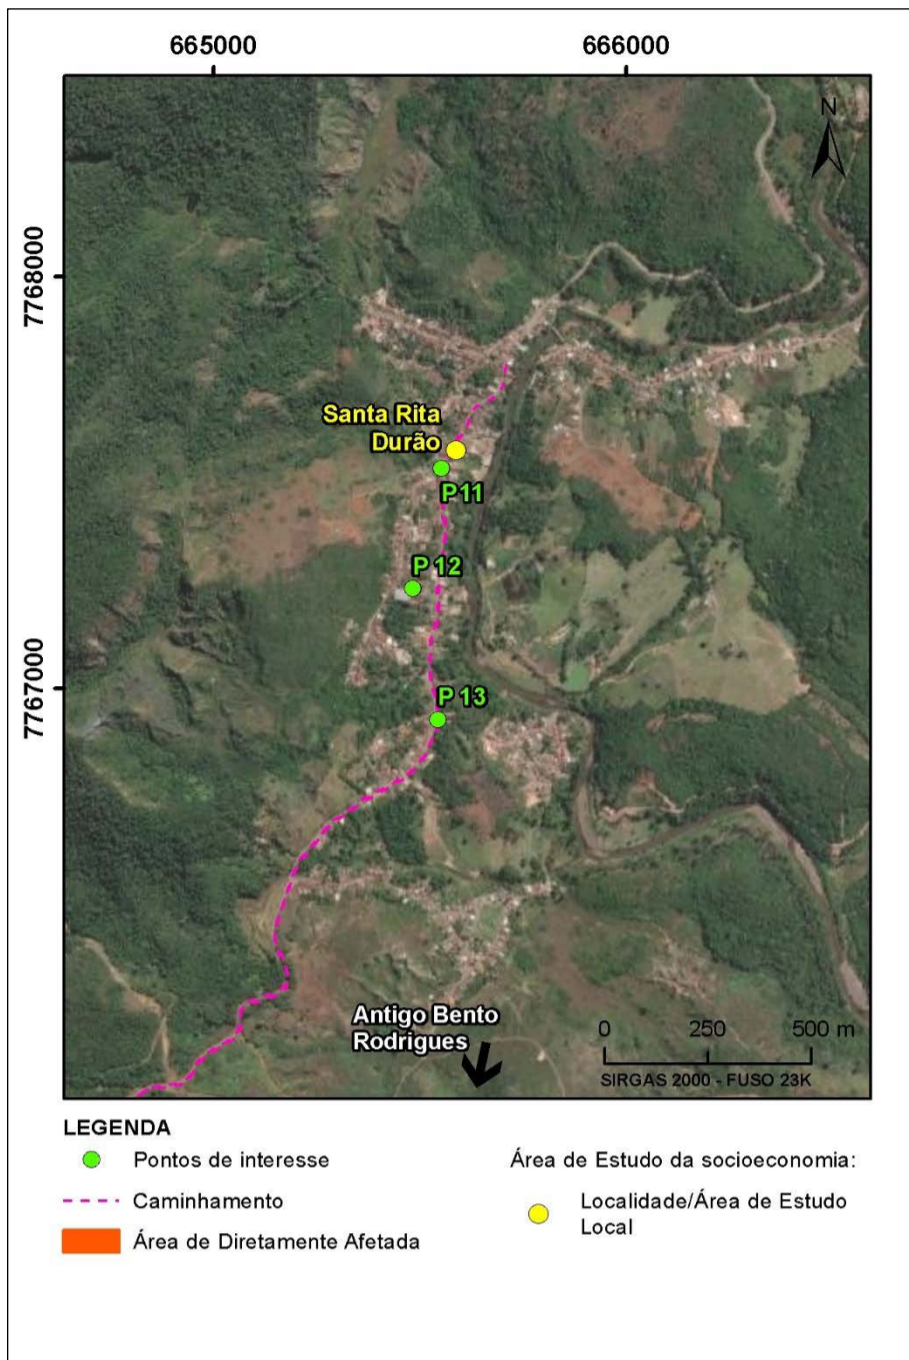 665000
666000
N
7768000
Santa Rita
Durão
P11
P 12
7767000
P 13
Antigo Bento
Rodrigues
0 250 500 m
SIRGAS 2000 - FUSO 23K
LEGENDA
Pontos de interesse
Caminhamento
Área de Diretamente Afetada
Área de Estudo da socioeconomia:
Localidade/Área de Estudo
Local